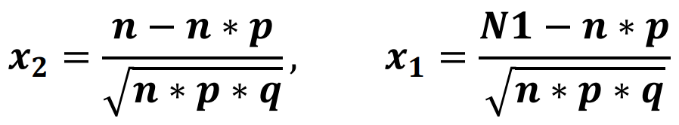 x₂ = (n − n ∗ p) / √(n ∗ p ∗ q), x₁ = (N1 − n ∗ p) / √(n ∗ p ∗ q)